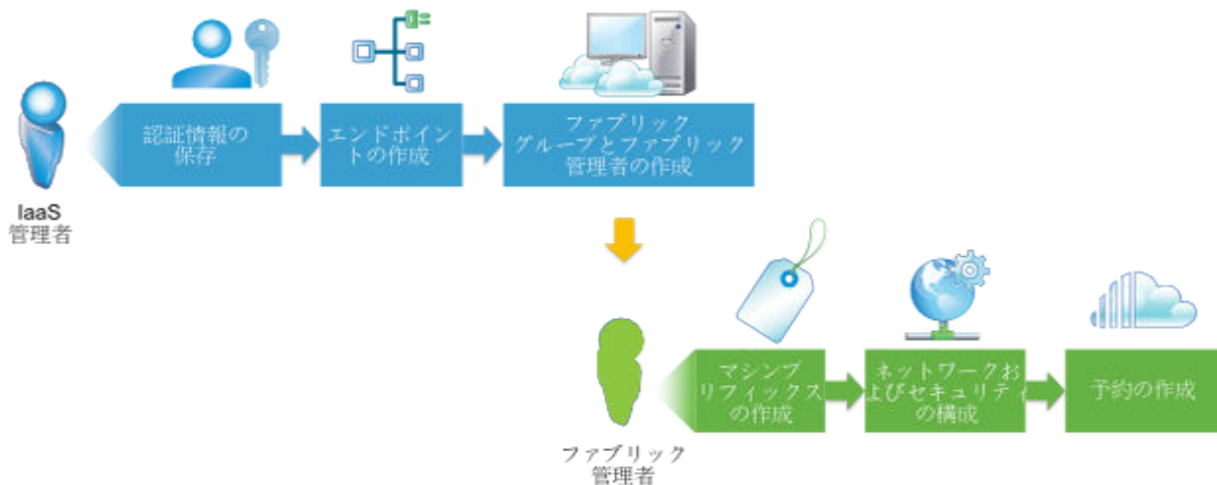 認証情報の
保存
エンドポイン
トの作成
ファブリック
グループとファブリック
管理者の作成
IaaS
管理者
マシンプ
リフィックス
の作成
ネットワークお
よびセキュリティ
の構成
予約の作成
ファブリック
管理者